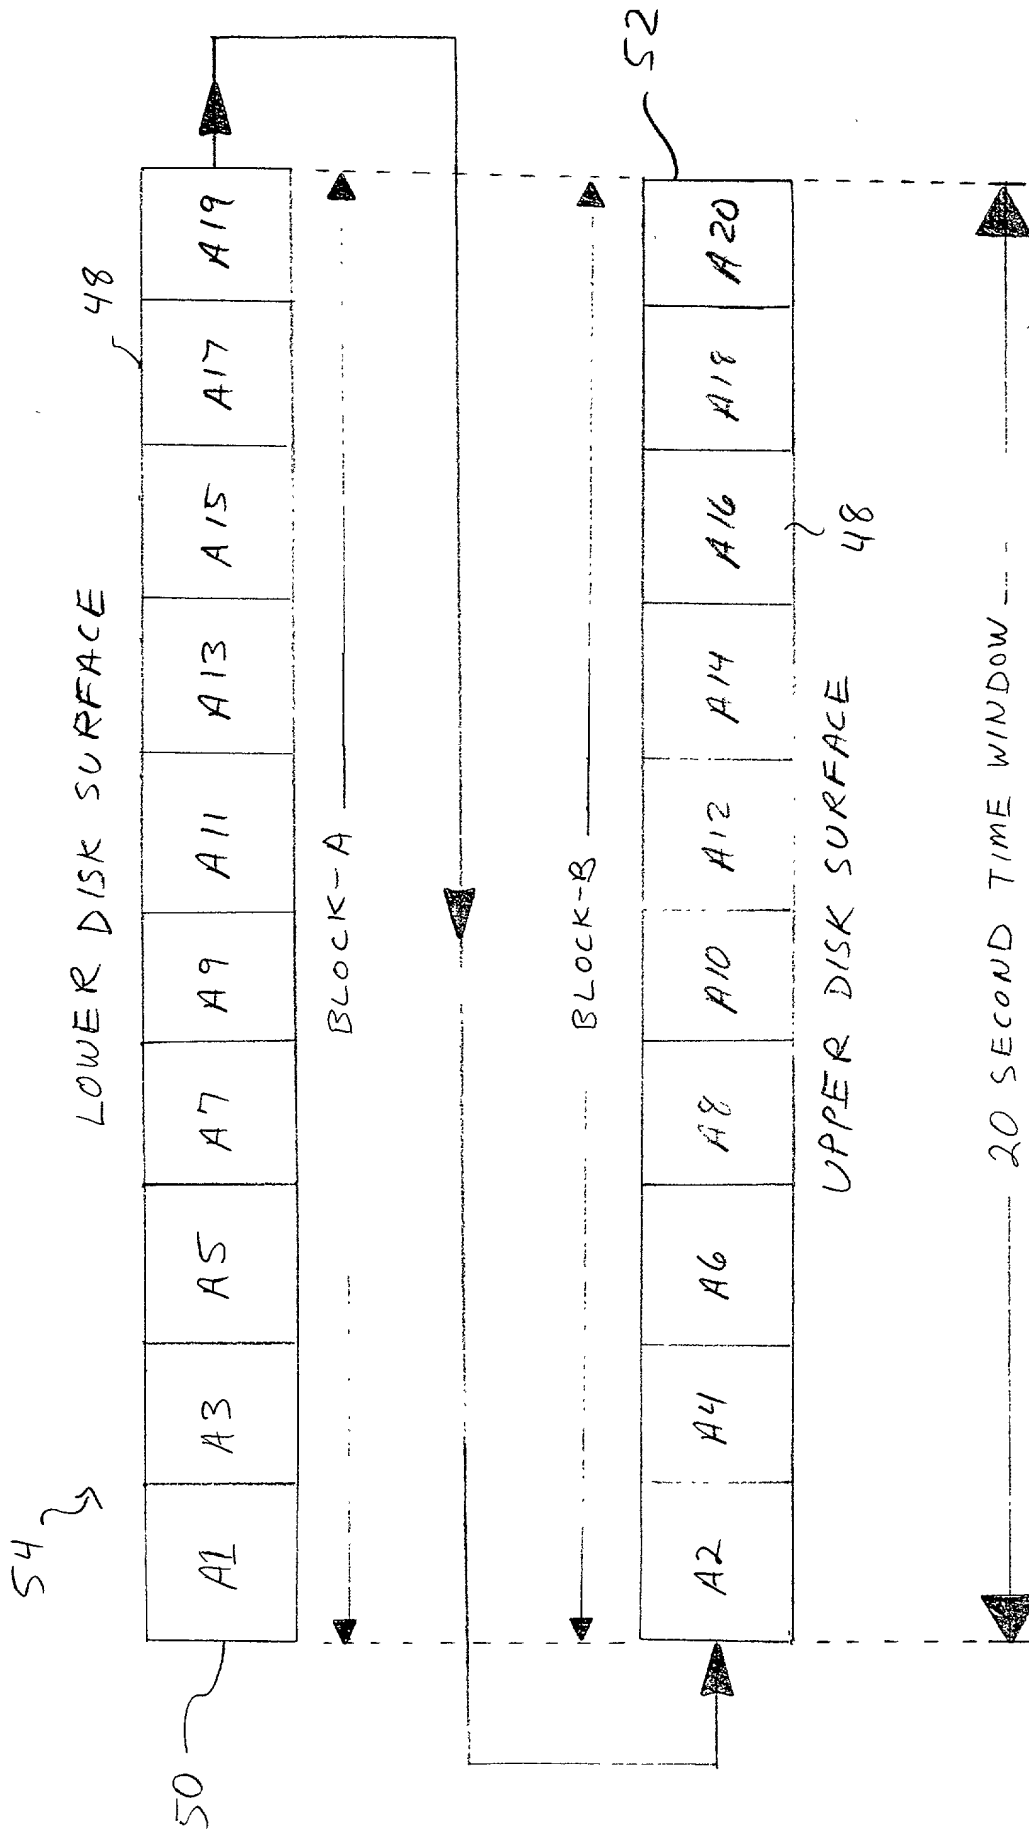 54
LOWER DISK SURFACE
48
50
A1 A3 A5 A7 A9 A11 A13 A15 A17 A19
BLOCK-A
BLOCK-B
52
A2 A4 A6 A8 A10 A12 A14 A16 A18 A20
48
UPPER DISK SURFACE
20 SECOND TIME WINDOW